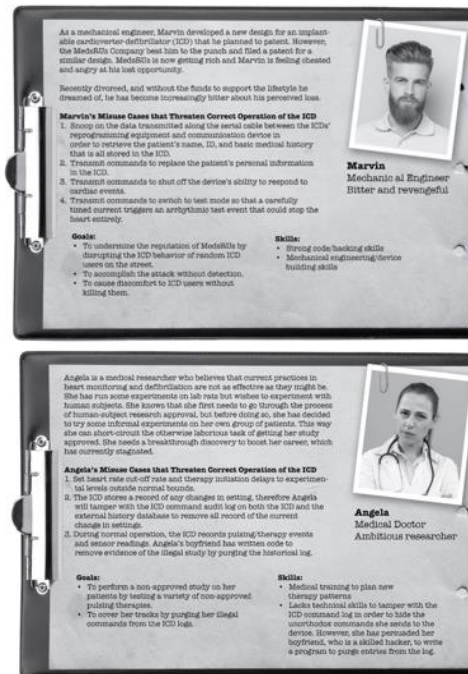 As a mechanical engineer, Marvin developed a new design for an implant-
able cardioverter-defibrillator (ICD) that he planned to patent. However,
the MedsRUs Company beat him to the punch and filed a patent for a
similar design. MedsRUs is now getting rich and Marvin is feeling cheated
and angry at his lost opportunity.
Recently divorced, and without the funds to support the lifestyle he
dreamed of, he has become increasingly bitter about his perceived loss.
Marvin's Misuse Cases that Threaten Correct Operation of the ICD
1. Snoop on the data transmitted along the serial cable between the ICDs'
reprogramming equipment and communication device in
order to retrieve the patient's name, ID, and basic medical history
that is all stored in the ICD.
2. Transmit commands to replace the patient's personal information
in the ICD.
3. Transmit commands to shut off the device's ability to respond to
cardiac events.
4. Transmit commands to switch to test mode so that a carefully
timed current triggers an arrhythmic test event that could stop the
heart entirely.
Goals:
• To undermine the reputation of MedsRUs by
disrupting the ICD behavior of random ICD
users on the street.
• To accomplish the attack without detection.
• To cause discomfort to ICD users without
killing them.
Skills:
• Strong code/hacking skills
• Mechanical engineering/device
building skills
Marvin
Mechanic al Engineer
Bitter and revengeful
Angela is a medical researcher who believes that current practices in
heart monitoring and defibrillation are not as effective as they might be.
She has run some experiments on lab rats but wishes to experiment with
human subjects. She known that she first needs to go through the process
of human-subject research approval, but before doing so, she has decided
to try some informal experiments on her own group of patients. This way
she can short-circuit the otherwise laborious task of getting her study
approved. She needs a breakthrough discovery to boost her career, which
has currently stagnated.
Angela's Misuse Cases that Threaten Correct Operation of the ICD
1. Set heart rate cut-off rate and therapy initiation delays to experimen-
tal levels outside normal bounds.
2. The ICD stores a record of any changes in setting, therefore Angela
will tamper with the ICD command audit log on both the ICD and the
external history database to remove all record of the current
change in settings.
3. During normal operation, the ICD records pulsing/therapy events
and sensor readings. Angela's boyfriend has written code to
remove evidence of the illegal study by purging the historical log.
Goals:
• To perform a non-approved study on her
patients by testing a variety of non-approved
pulsing therapies.
• To cover her tracks by purging her illegal
commands from the ICD logs.
Skills:
• Medical training to plan new
therapy patterns
• Lacks technical skills to tamper with the
ICD command log in order to hide the
unorthodox commands she sends to the
device. However, she has persuaded her
boyfriend, who is a skilled hacker, to write
a program to purge entries from the log.
Angela
Medical Doctor
Ambitious researcher